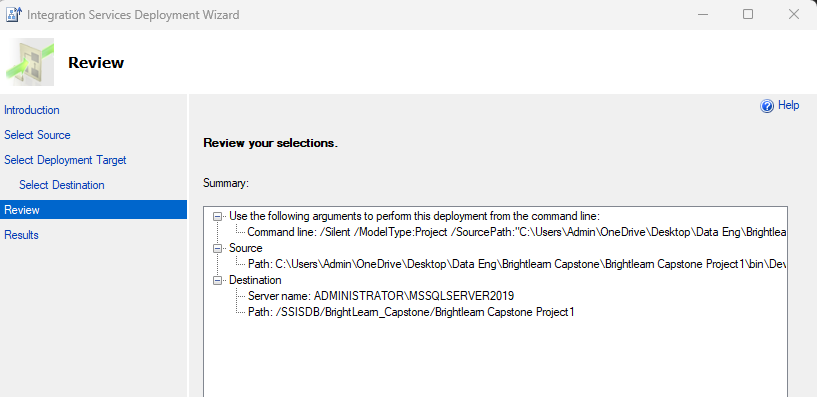 Integration Services Deployment Wizard
Review
Introduction
Select Source
Select Deployment Target
Select Destination
Review
Results
Help
Review your selections.
Summary:
Use the following arguments to perform this deployment from the command line:
Command line: /Silent /ModelType:Project /SourcePath:"C:\Users\Admin\OneDrive\Desktop\Data Eng\Brightlea
Source
Path: C:\Users\Admin\OneDrive\Desktop\Data Eng\Brightlearn Capstone\Brightlearn Capstone Project1\bin\Dev
Destination
Server name: ADMINISTRATOR\MSSQLSERVER2019
Path: /SSISDB/BrightLearn_Capstone/Brightlearn Capstone Project1